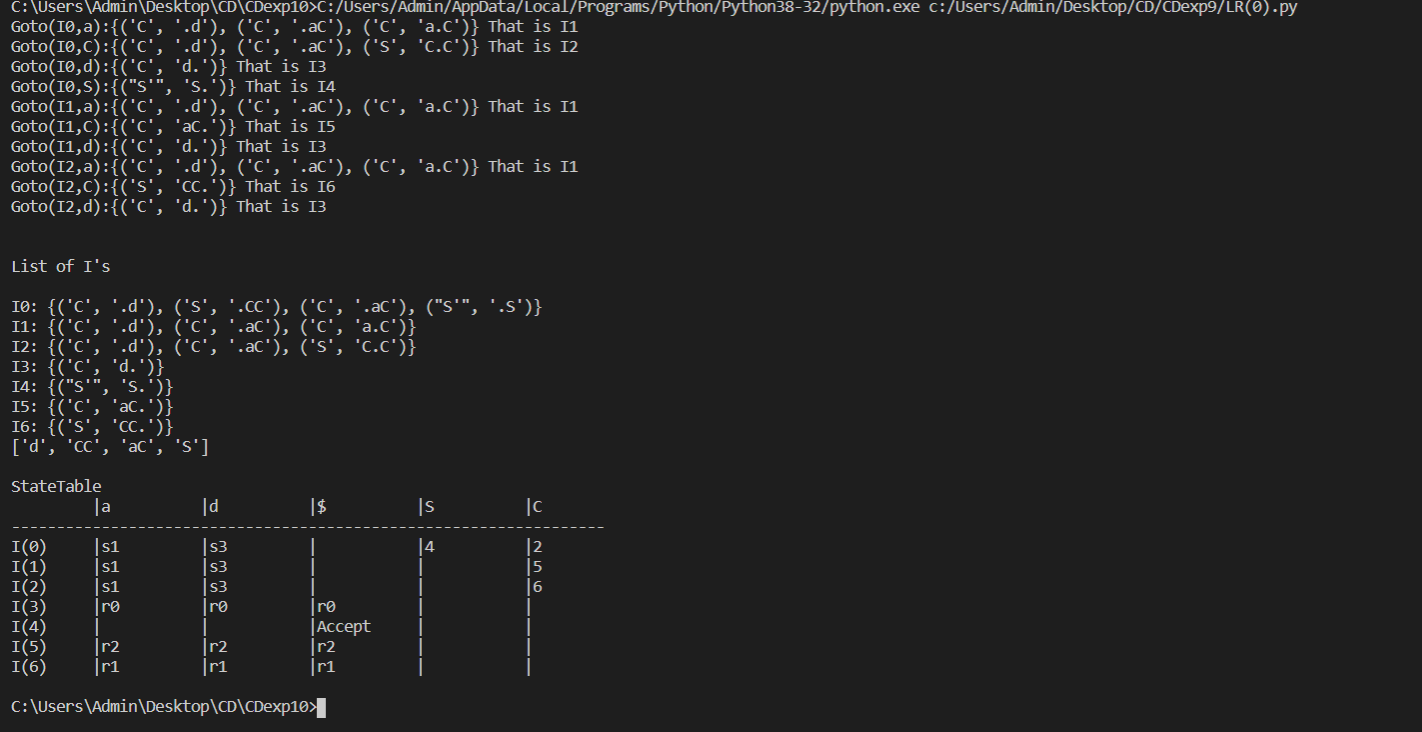 C:\Users\Admin\Desktop\CD\CDexp10>C:/Users/Admin/AppData/Local/Programs/Python/Python38-32/python.exe c:/Users/Admin/Desktop/CD/CDexp9/LR(0).py
Goto(I0,a):{('C', '.d'), ('C', '.aC'), ('C', 'a.C')} That is I1
Goto(I0,C):{('C', '.d'), ('C', '.aC'), ('S', 'C.C')} That is I2
Goto(I0,d):{('C', 'd.')} That is I3
Goto(I0,S):{("S'", 'S.')} That is I4
Goto(I1,a):{('C', '.d'), ('C', '.aC'), ('C', 'a.C')} That is I1
Goto(I1,C):{('C', 'aC.')} That is I5
Goto(I1,d):{('C', 'd.')} That is I3
Goto(I2,a):{('C', '.d'), ('C', '.aC'), ('C', 'a.C')} That is I1
Goto(I2,C):{('S', 'CC.')} That is I6
Goto(I2,d):{('C', 'd.')} That is I3
List of I's
I0: {('C', '.d'), ('S', '.CC'), ('C', '.aC'), ("S'", '.S')}
I1: {('C', '.d'), ('C', '.aC'), ('C', 'a.C')}
I2: {('C', '.d'), ('C', '.aC'), ('S', 'C.C')}
I3: {('C', 'd.')}
I4: {("S'", 'S.')}
I5: {('C', 'aC.')}
I6: {('S', 'CC.')}
['d', 'CC', 'aC', 'S']
StateTable
         |a          |d          |$          |S          |C
------------------------------------------------------------------
I(0)     |s1         |s3         |           |4          |2
I(1)     |s1         |s3         |           |           |5
I(2)     |s1         |s3         |           |           |6
I(3)     |r0         |r0         |r0         |           |
I(4)     |           |           |Accept     |           |
I(5)     |r2         |r2         |r2         |           |
I(6)     |r1         |r1         |r1         |           |
C:\Users\Admin\Desktop\CD\CDexp10>